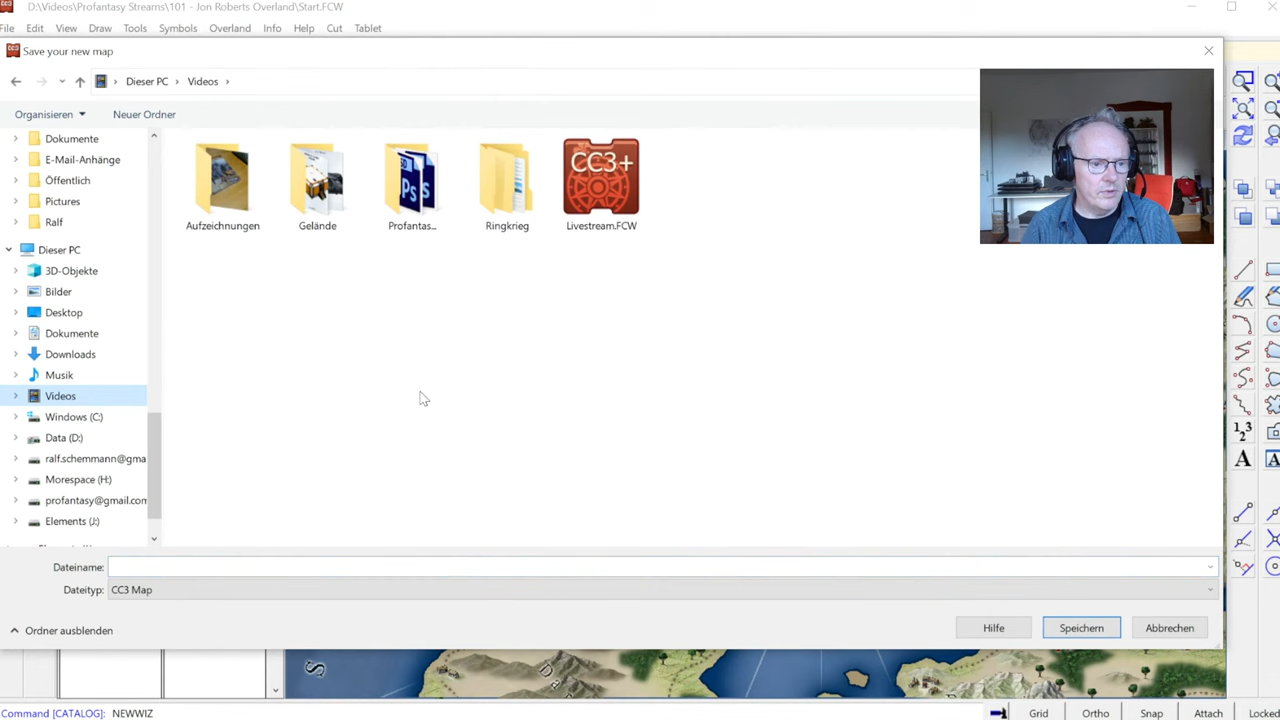 D:\Videos\Profantasy Streams\101 - Jon Roberts Overland\Start.FCW
File Edit View Draw Tools Symbols Overland Info Help Cut Tablet
CC3
Save your new map
Dieser PC Videos
Organisieren Neuer Ordner
Dokumente
E-Mail-Anhänge
Öffentlich
Pictures
Ralf
Dieser PC
3D-Objekte
Bilder
Desktop
Dokumente
Downloads
Musik
Videos
Windows (C:)
Data (D:)
ralf.schemmann@gma
Morespace (H:)
profantasy@gmail.com
Elements (J:)
Ps
CC3+
Aufzeichnungen Gelände Profantas... Ringkrieg Livestream.FCW
123
A A
Dateiname:
Dateityp: CC3 Map
Ordner ausblenden Hilfe Speichern Abbrechen
S Da
Command [CATALOG]: NEWWIZ Grid Ortho Snap Attach Locked